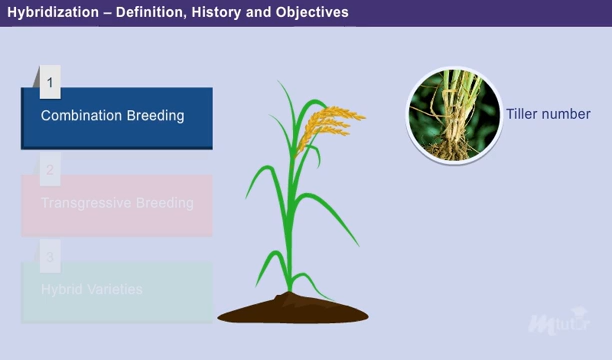 Hybridization – Definition, History and Objectives
1
Combination Breeding
2
Transgressive Breeding
3
Hybrid Varieties
Tiller number